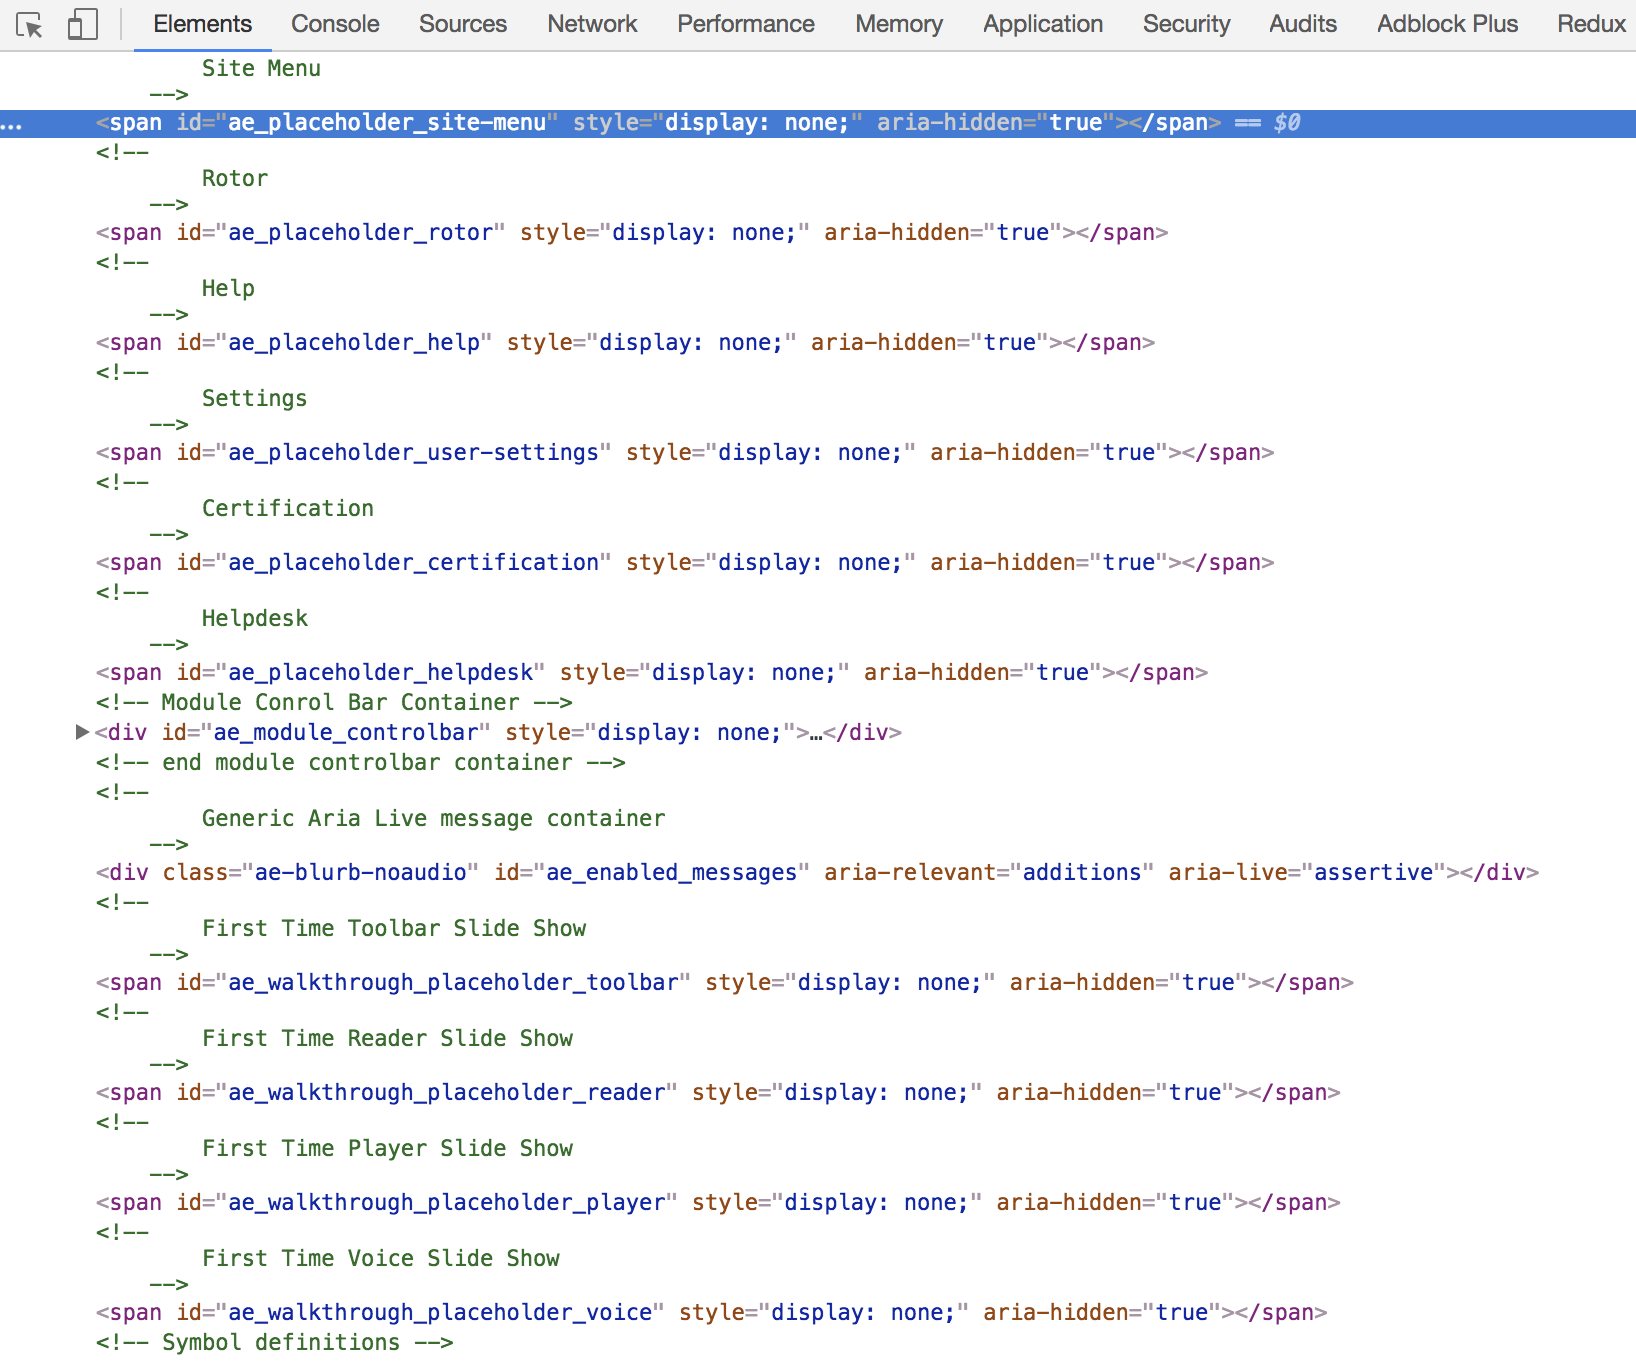 Elements Console Sources Network Performance Memory Application Security Audits Adblock Plus Redux
Site Menu
-->
… <span id="ae_placeholder_site-menu" style="display: none;" aria-hidden="true"></span> == $0
<!--
Rotor
-->
<span id="ae_placeholder_rotor" style="display: none;" aria-hidden="true"></span>
<!--
Help
-->
<span id="ae_placeholder_help" style="display: none;" aria-hidden="true"></span>
<!--
Settings
-->
<span id="ae_placeholder_user-settings" style="display: none;" aria-hidden="true"></span>
<!--
Certification
-->
<span id="ae_placeholder_certification" style="display: none;" aria-hidden="true"></span>
<!--
Helpdesk
-->
<span id="ae_placeholder_helpdesk" style="display: none;" aria-hidden="true"></span>
<!-- Module Conrol Bar Container -->
<div id="ae_module_controlbar" style="display: none;">…</div>
<!-- end module controlbar container -->
<!--
Generic Aria Live message container
-->
<div class="ae-blurb-noaudio" id="ae_enabled_messages" aria-relevant="additions" aria-live="assertive"></div>
<!--
First Time Toolbar Slide Show
-->
<span id="ae_walkthrough_placeholder_toolbar" style="display: none;" aria-hidden="true"></span>
<!--
First Time Reader Slide Show
-->
<span id="ae_walkthrough_placeholder_reader" style="display: none;" aria-hidden="true"></span>
<!--
First Time Player Slide Show
-->
<span id="ae_walkthrough_placeholder_player" style="display: none;" aria-hidden="true"></span>
<!--
First Time Voice Slide Show
-->
<span id="ae_walkthrough_placeholder_voice" style="display: none;" aria-hidden="true"></span>
<!-- Symbol definitions -->